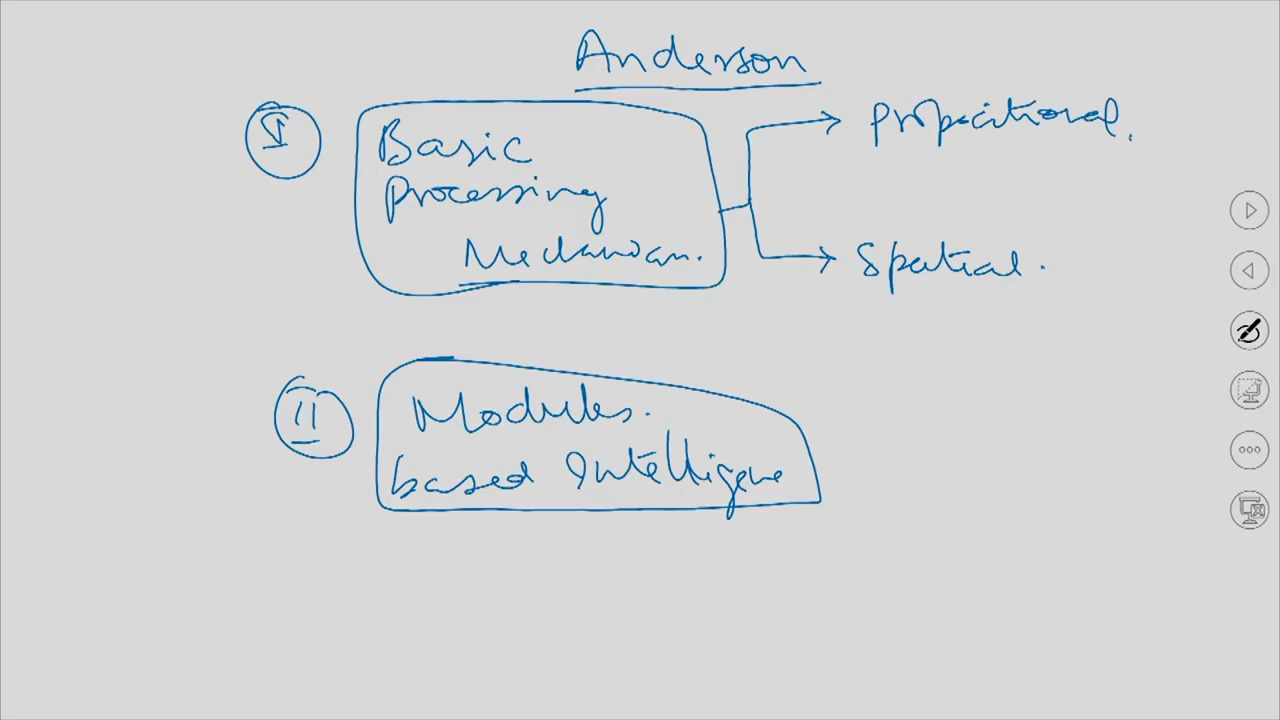 Anderson
I
Basic
Processing
Mechanism.
Propositional.
Spatial.
II
Modules.
based Intelligence